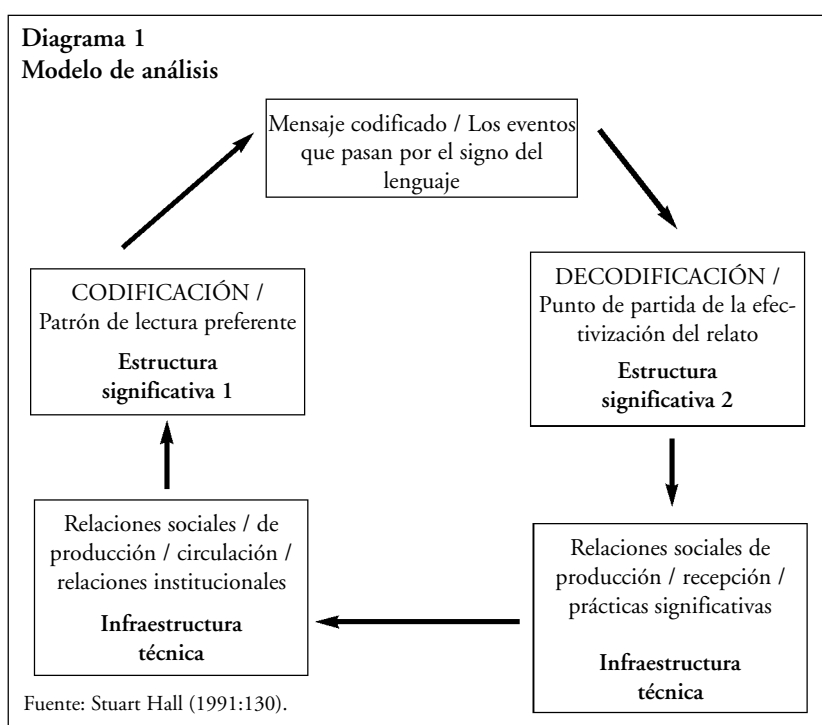 Diagrama 1
Modelo de análisis
Mensaje codificado / Los eventos
que pasan por el signo del
lenguaje
CODIFICACIÓN /
Patrón de lectura preferente
Estructura
significativa 1
DECODIFICACIÓN /
Punto de partida de la efec-
tivización del relato
Estructura
significativa 2
Relaciones sociales / de
producción / circulación /
relaciones institucionales
Infraestructura
técnica
Relaciones sociales de
producción / recepción /
prácticas significativas
Infraestructura
técnica
Fuente: Stuart Hall (1991:130).